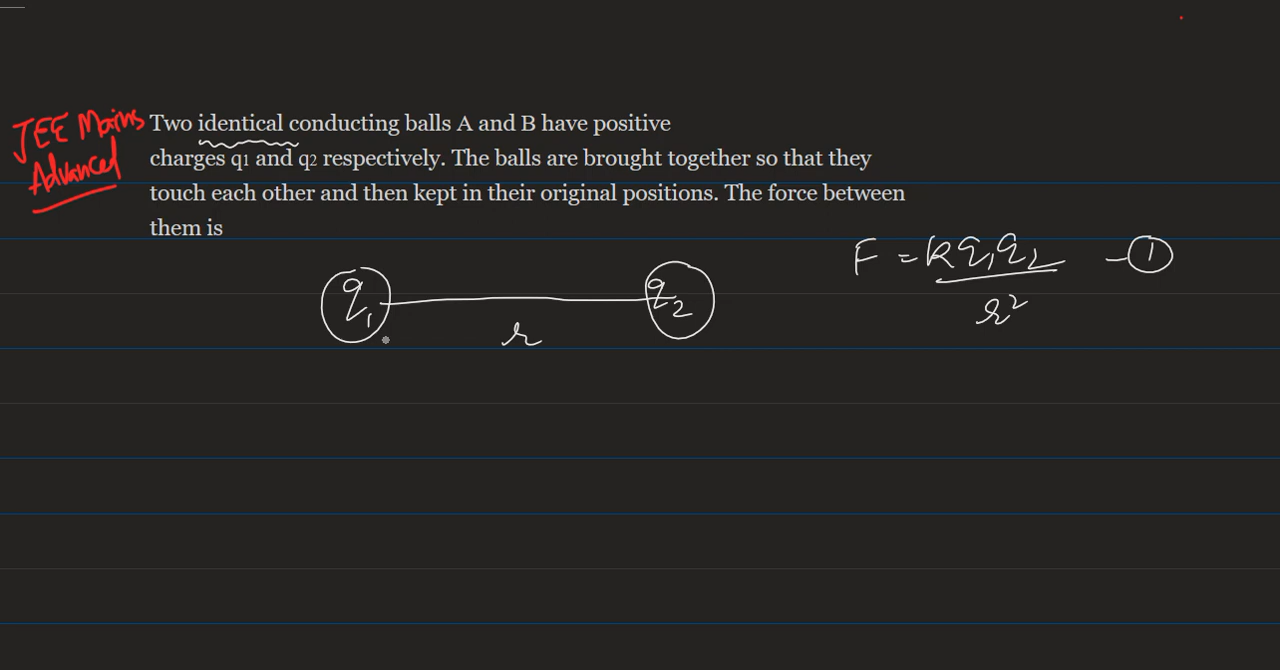 JEE Mains
Advanced
Two identical conducting balls A and B have positive
charges q1 and q2 respectively. The balls are brought together so that they
touch each other and then kept in their original positions. The force between
them is
q₁ q₂
r
F = kq₁q₂ - ①
r²